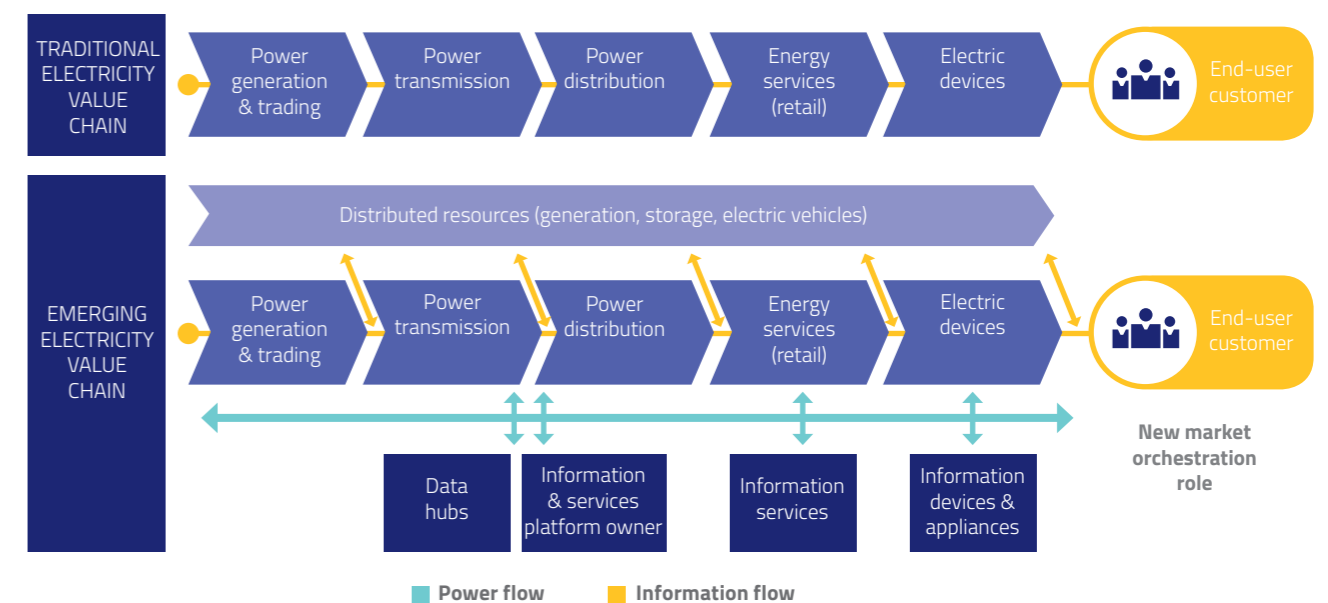 TRADITIONAL
ELECTRICITY
VALUE
CHAIN
Power
generation
& trading
Power
transmission
Power
distribution
Energy
services
(retail)
Electric
devices
End-user
customer
EMERGING
ELECTRICITY
VALUE
CHAIN
Distributed resources (generation, storage, electric vehicles)
Power
generation
& trading
Power
transmission
Power
distribution
Energy
services
(retail)
Electric
devices
End-user
customer
New market
orchestration
role
Data
hubs
Information
& services
platform owner
Information
services
Information
devices &
appliances
Power flow
Information flow